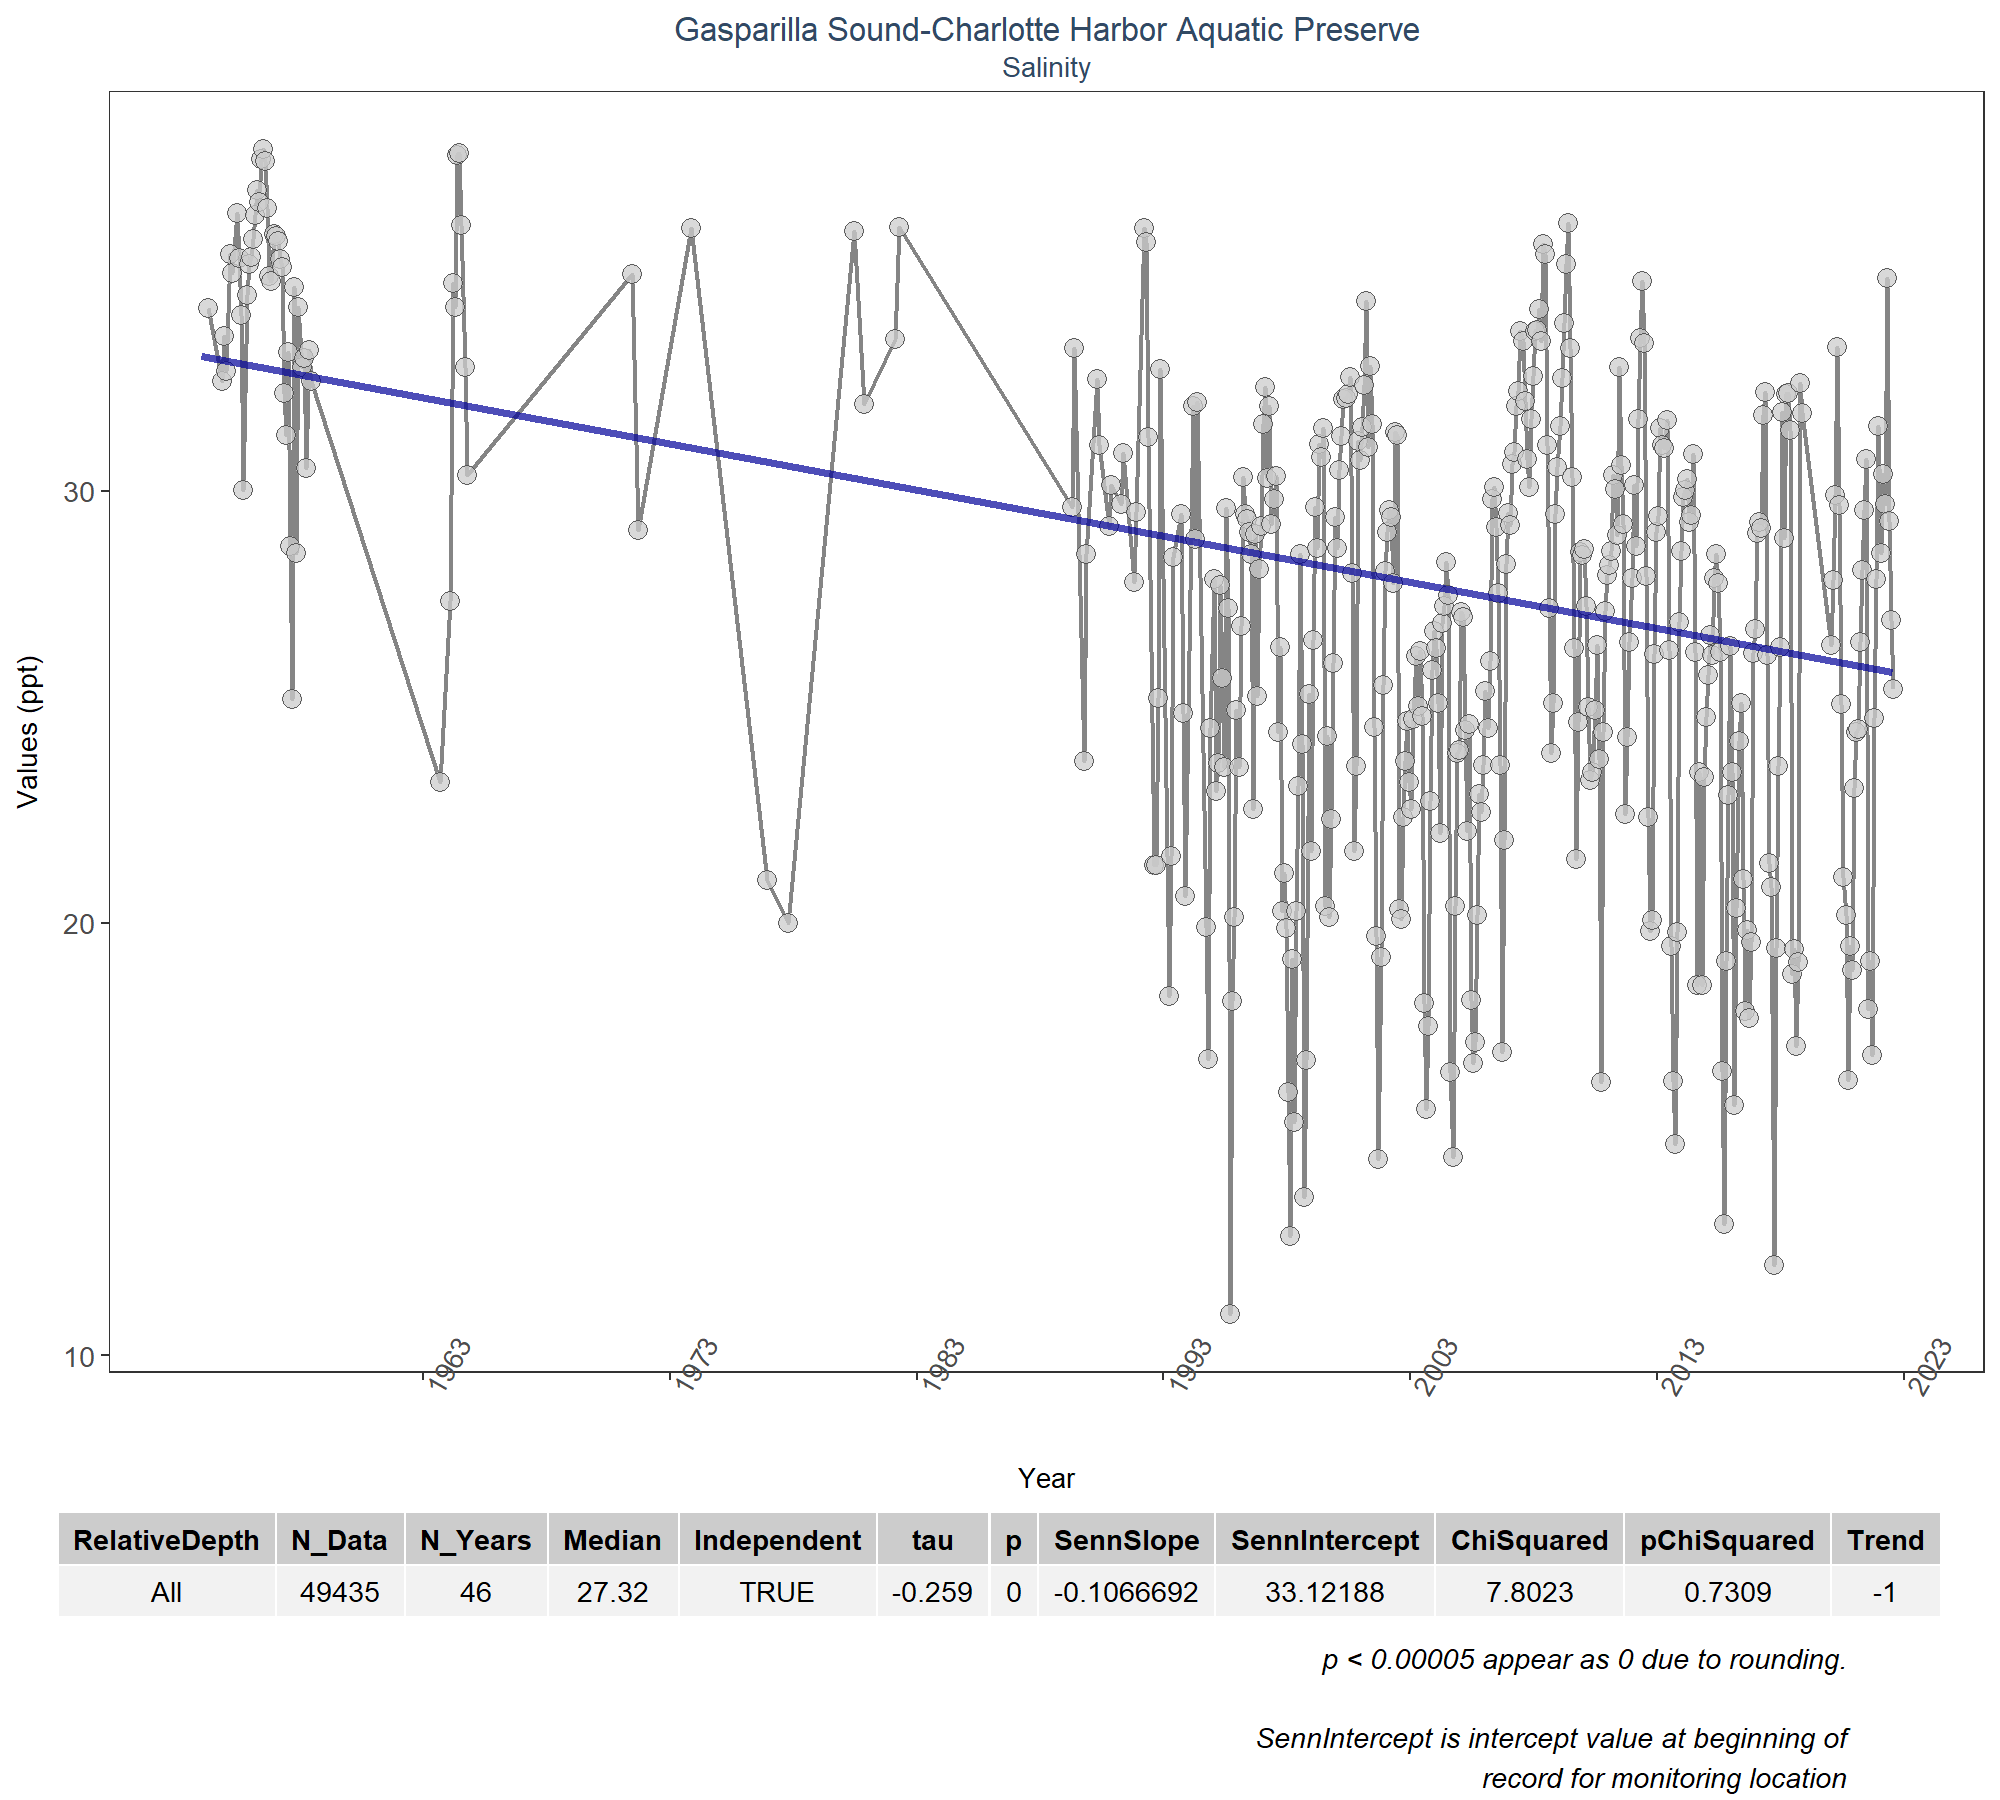 Gasparilla Sound-Charlotte Harbor Aquatic Preserve
Salinity
Values (ppt)
30
20
10
1963 1973 1983 1993 2003 2013 2023
Year
RelativeDepth N_Data N_Years Median Independent tau p SennSlope SennIntercept ChiSquared pChiSquared Trend
All 49435 46 27.32 TRUE -0.259 0 -0.1066692 33.12188 7.8023 0.7309 -1
p < 0.00005 appear as 0 due to rounding.
SennIntercept is intercept value at beginning of
record for monitoring location